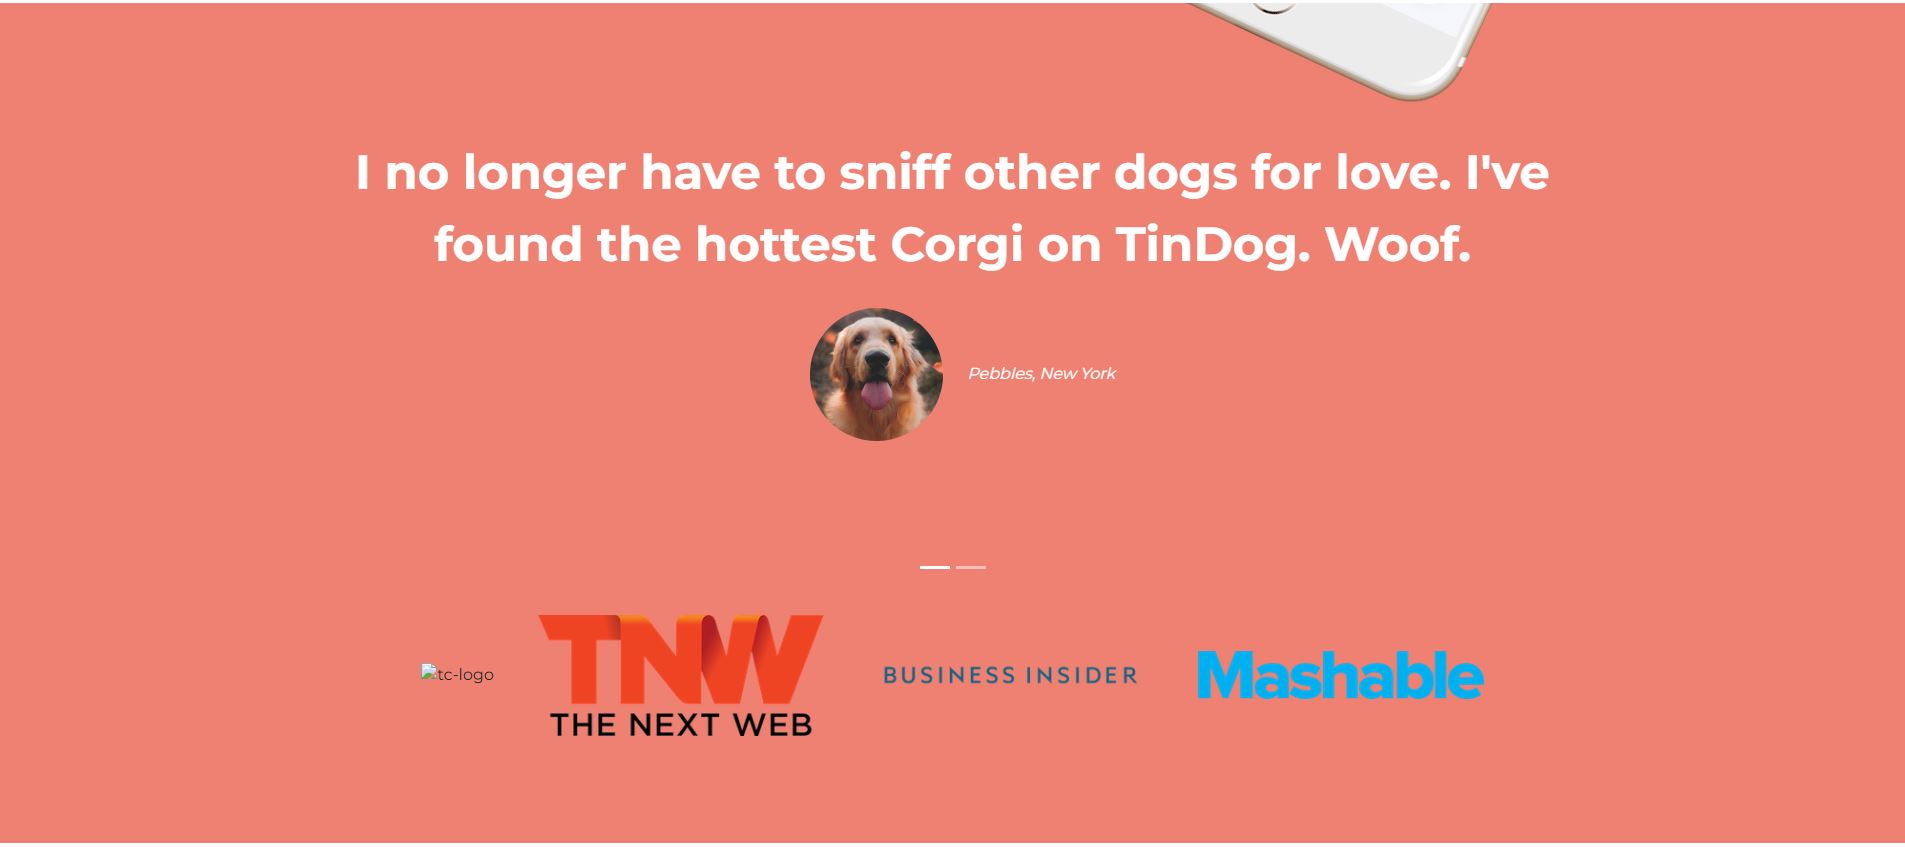 I no longer have to sniff other dogs for love. I've
found the hottest Corgi on TinDog. Woof.
Pebbles, New York
tc-logo
TNW
THE NEXT WEB
BUSINESS INSIDER
Mashable